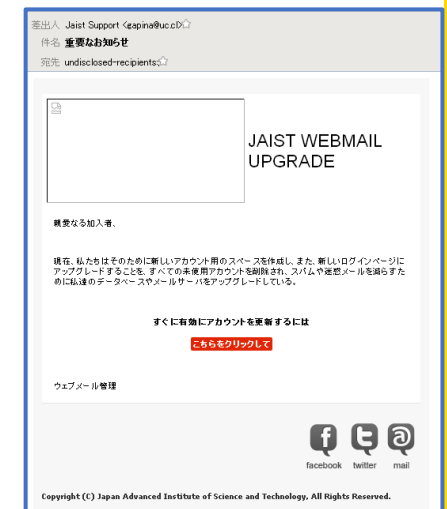 差出人 Jaist Support <gapina@uc.cl>
件名 重要なお知らせ
宛先 undisclosed-recipients:;
JAIST WEBMAIL
UPGRADE
親愛なる加入者、
現在、私たちはそのために新しいアカウント用のスペースを作成し、また、新しいログインページに
アップグレードすることを、すべての未使用アカウントを削除され、スパムや迷惑メールを減らすた
めに私達のデータベースやメールサーバをアップグレードしている。
すぐに有効にアカウントを更新するには
こちらをクリックして
ウェブメール管理
facebook twitter mail
Copyright (C) Japan Advanced Institute of Science and Technology, All Rights Reserved.